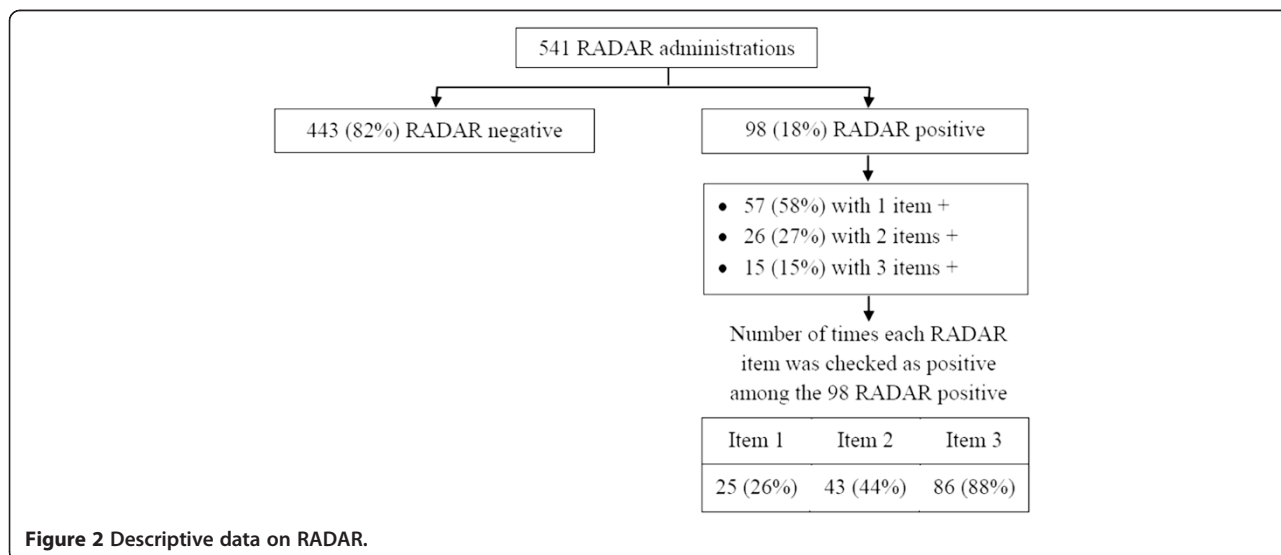 541 RADAR administrations
443 (82%) RADAR negative
98 (18%) RADAR positive
• 57 (58%) with 1 item +
• 26 (27%) with 2 items +
• 15 (15%) with 3 items +
Number of times each RADAR
item was checked as positive
among the 98 RADAR positive
Item 1 Item 2 Item 3
25 (26%) 43 (44%) 86 (88%)
Figure 2 Descriptive data on RADAR.